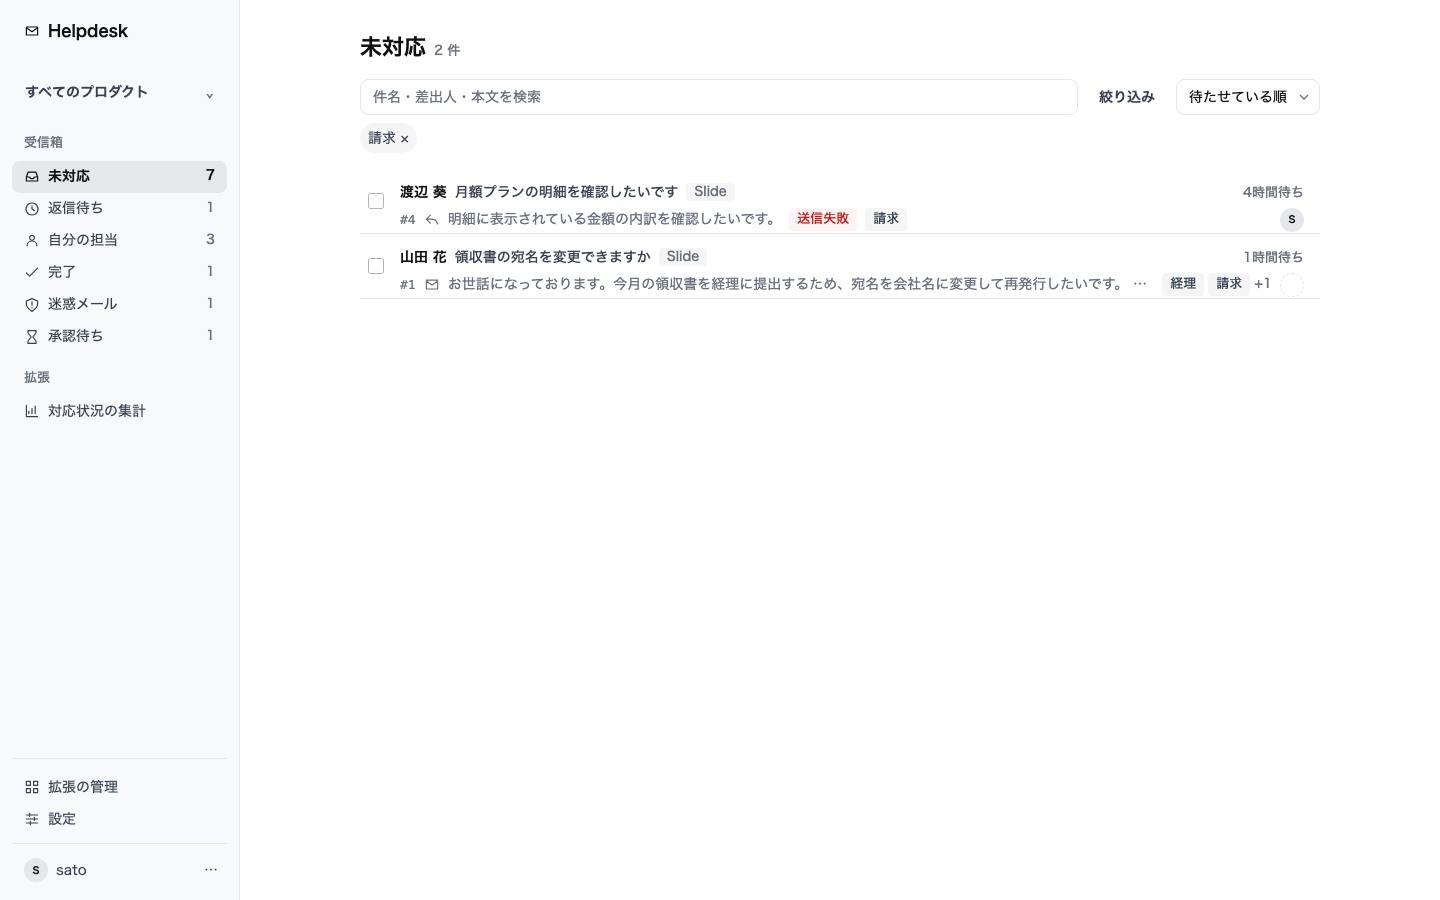 Helpdesk
すべてのプロダクト
受信箱
未対応 7
返信待ち 1
自分の担当 3
完了 1
迷惑メール 1
承認待ち 1
拡張
対応状況の集計
拡張の管理
設定
S sato ...
未対応 2 件
件名・差出人・本文を検索 絞り込み 待たせている順
請求 ×
渡辺 葵 月額プランの明細を確認したいです Slide 4時間待ち
#4 明細に表示されている金額の内訳を確認したいです。 送信失敗 請求 S
山田 花 領収書の宛名を変更できますか Slide 1時間待ち
#1 お世話になっております。今月の領収書を経理に提出するため、宛名を会社名に変更して再発行したいです。 … 経理 請求 +1